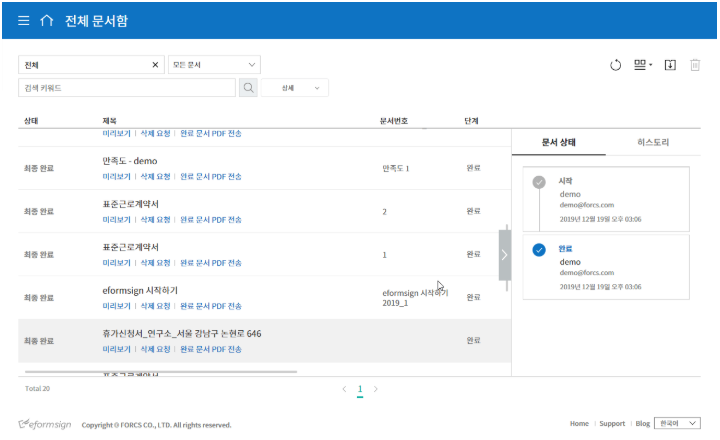 전체 문서함
전체 모든 문서
검색 키워드 상세
상태 제목 문서번호 단계
미리보기 | 삭제 요청 | 완료 문서 PDF 전송
최종 완료 만족도 - demo 만족도 1 완료
미리보기 | 삭제 요청 | 완료 문서 PDF 전송
최종 완료 표준근로계약서 2 완료
미리보기 | 삭제 요청 | 완료 문서 PDF 전송
최종 완료 표준근로계약서 1 완료
미리보기 | 삭제 요청 | 완료 문서 PDF 전송
최종 완료 eformsign 시작하기 eformsign 시작하기 2019_1 완료
미리보기 | 삭제 요청 | 완료 문서 PDF 전송
최종 완료 휴가신청서_연구소_서울 강남구 논현로 646 완료
미리보기 | 삭제 요청 | 완료 문서 PDF 전송
문서 상태 히스토리
시작
demo
demo@forcs.com
2019년 12월 19일 오후 03:06
완료
demo
demo@forcs.com
2019년 12월 19일 오후 03:06
Total 20 1
eformsign Copyright © FORCS CO., LTD. All rights reserved. Home | Support | Blog 한국어